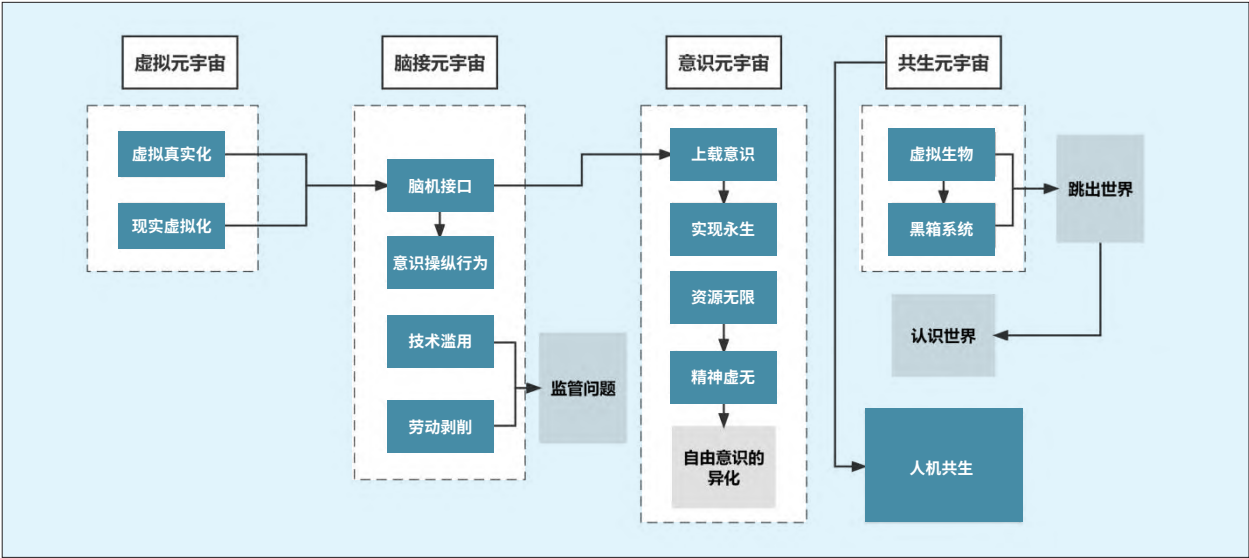 虚拟元宇宙
脑接元宇宙
意识元宇宙
共生元宇宙
虚拟真实化
现实虚拟化
脑机接口
意识操纵行为
技术滥用
劳动剥削
监管问题
上载意识
实现永生
资源无限
精神虚无
自由意识的
异化
虚拟生物
黑箱系统
跳出世界
认识世界
人机共生